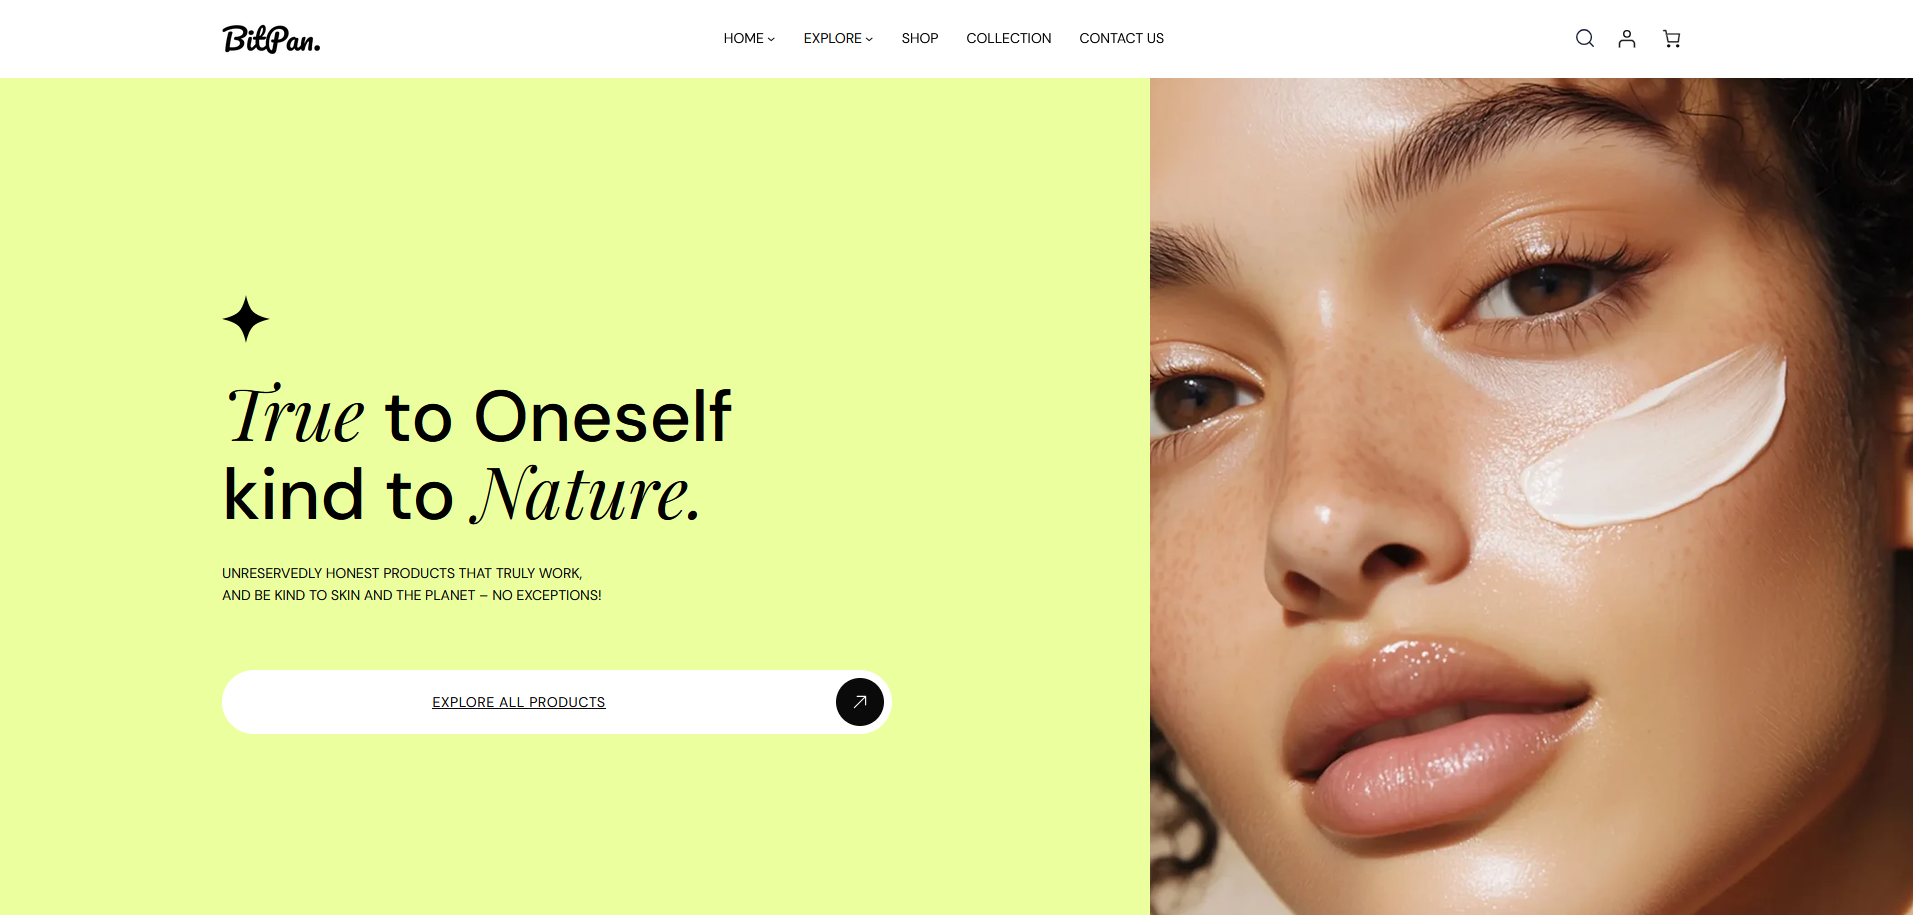 BitPan.
HOME
EXPLORE
SHOP
COLLECTION
CONTACT US
True to Oneself
kind to Nature.
UNRESERVEDLY HONEST PRODUCTS THAT TRULY WORK,
AND BE KIND TO SKIN AND THE PLANET – NO EXCEPTIONS!
EXPLORE ALL PRODUCTS